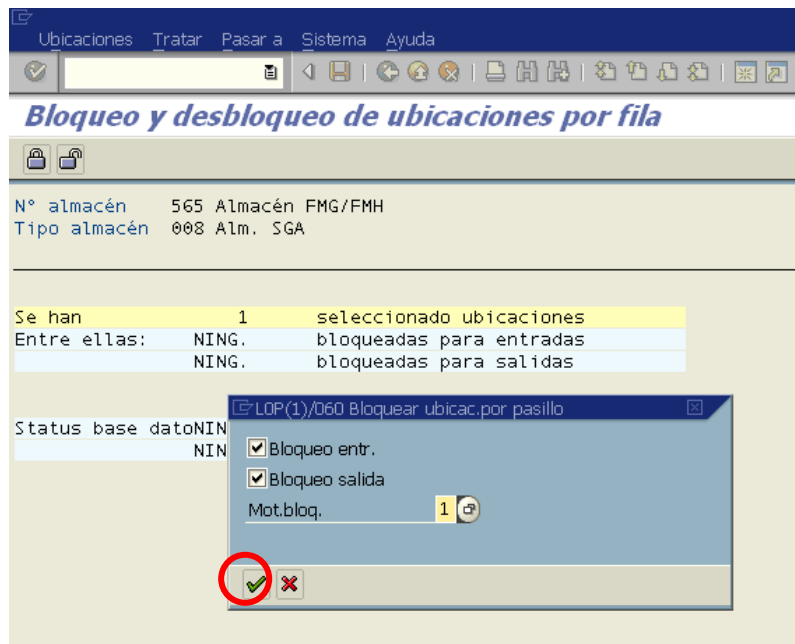 Ubicaciones Tratar Pasar a Sistema Ayuda
Bloqueo y desbloqueo de ubicaciones por fila
N° almacén 565 Almacén FMG/FMH
Tipo almacén 008 Alm. SGA
Se han 1 seleccionado ubicaciones
Entre ellas: NING. bloqueadas para entradas
NING. bloqueadas para salidas
Status base datoNIN
NIN
LOP(1)/060 Bloquear ubicac.por pasillo
Bloqueo entr.
Bloqueo salida
Mot.bloq. 1